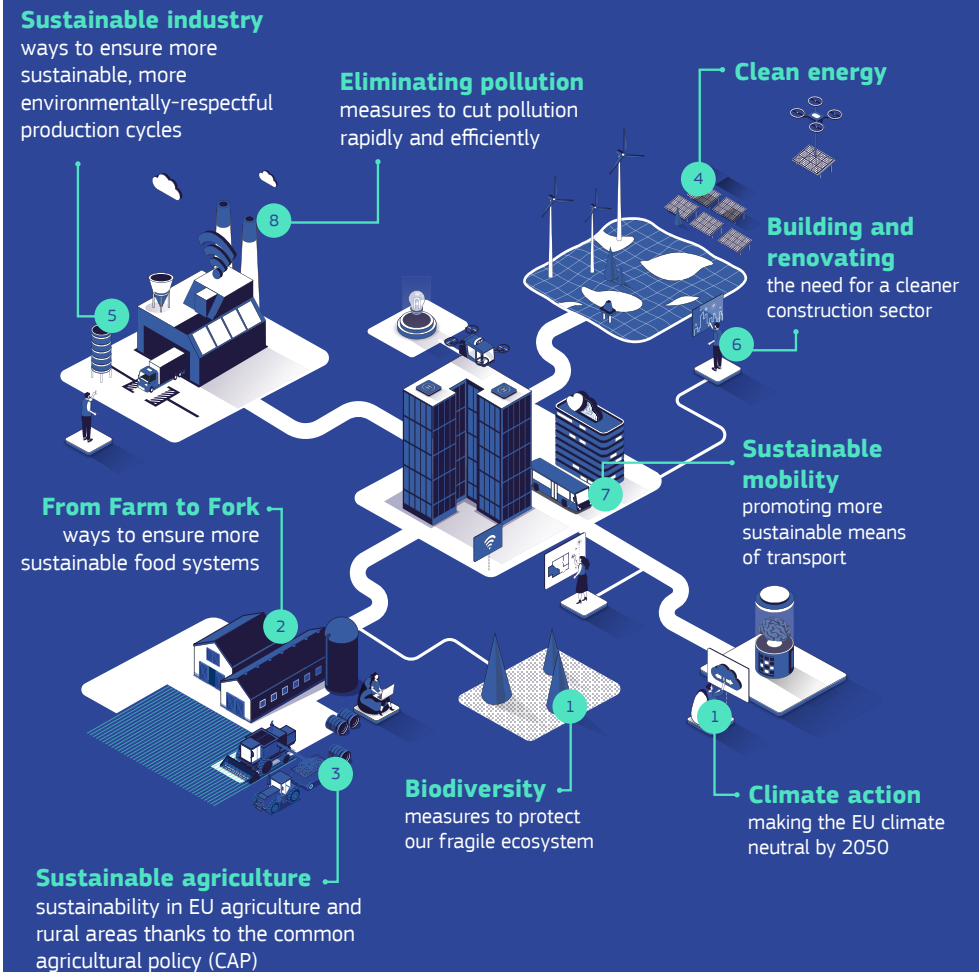 Sustainable industry
ways to ensure more
sustainable, more
environmentally-respectful
production cycles
Eliminating pollution
measures to cut pollution
rapidly and efficiently
Clean energy
4
8
Building and
renovating
the need for a cleaner
construction sector
5
6
Sustainable
mobility
promoting more
sustainable means
of transport
7
From Farm to Fork
ways to ensure more
sustainable food systems
2
1
1
3
Biodiversity
measures to protect
our fragile ecosystem
Climate action
making the EU climate
neutral by 2050
Sustainable agriculture
sustainability in EU agriculture and
rural areas thanks to the common
agricultural policy (CAP)